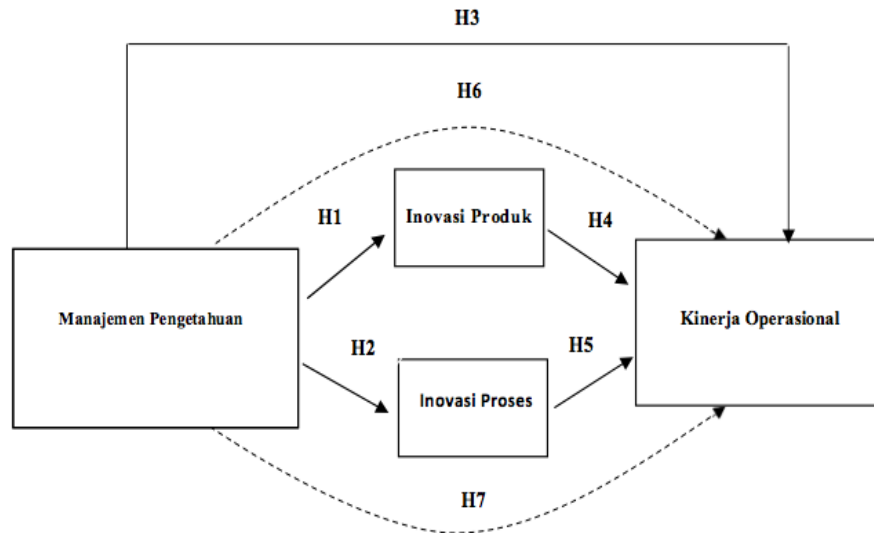 H3
H6
H1
Inovasi Produk
H4
Manajemen Pengetahuan
Kinerja Operasional
H2
H5
Inovasi Proses
H7